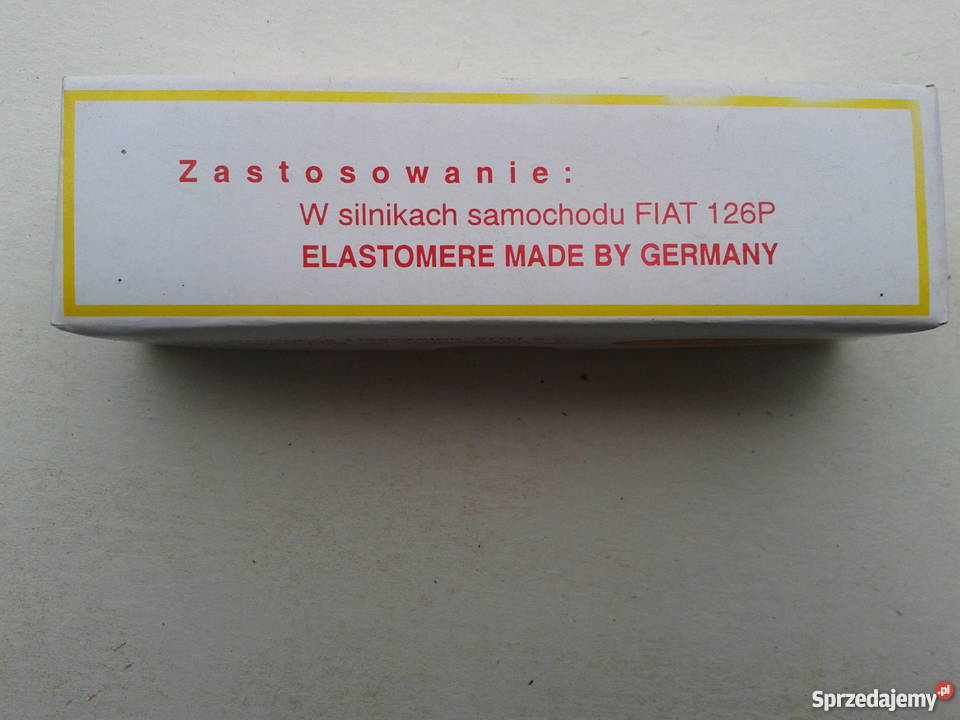 Zastosowanie:
W silnikach samochodu FIAT 126P
ELASTOMERE MADE BY GERMANY
Sprzedajemy.pl